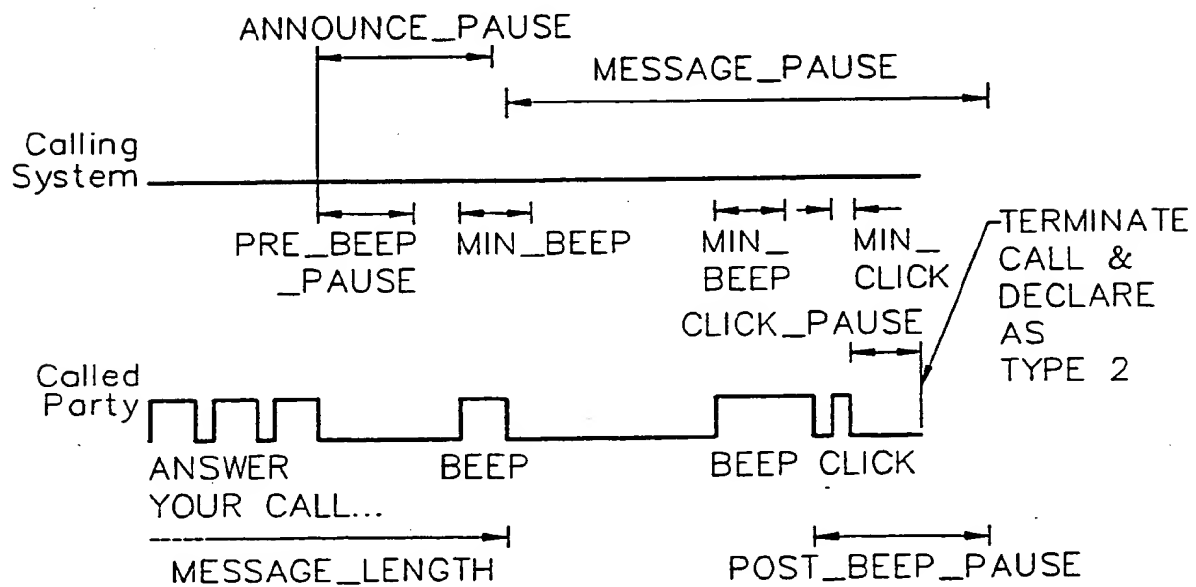 ANNOUNCE_PAUSE
MESSAGE_PAUSE
Calling
System
PRE_BEEP
_PAUSE
MIN_BEEP
MIN_
BEEP
MIN_
CLICK
TERMINATE
CALL &
DECLARE
AS
TYPE 2
CLICK_PAUSE
Called
Party
ANSWER
YOUR CALL...
BEEP
BEEP
CLICK
MESSAGE_LENGTH
POST_BEEP_PAUSE